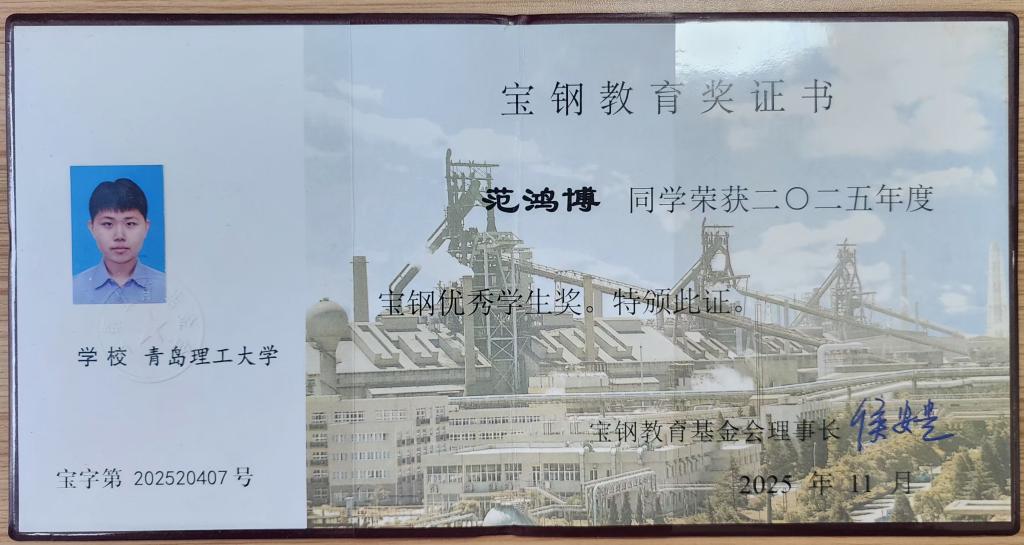 学校 青岛理工大学
宝字第 202520407 号
宝钢教育奖证书
范鸿博 同学荣获二〇二五年度
宝钢优秀学生奖。特颁此证。
宝钢教育基金会理事长
2025 年 11 月